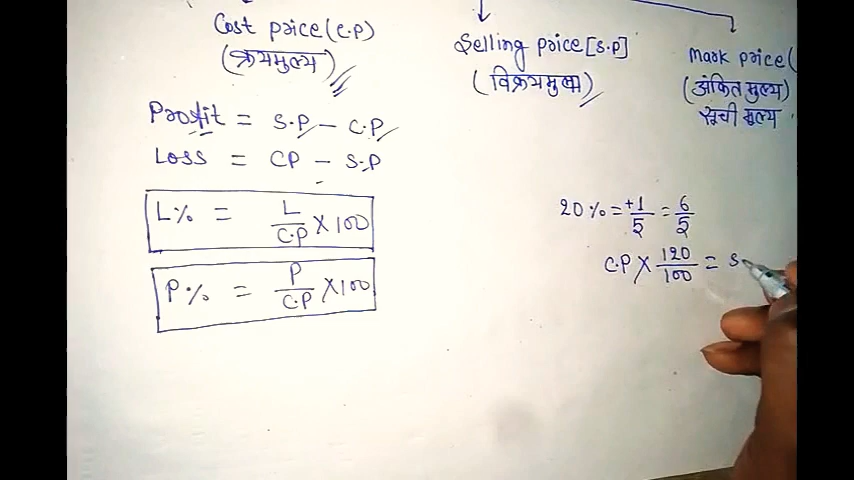 Cost price(C.P)
(क्रयमुल्य)
Selling price[S.P]
(विक्रयमुल्य)
Mark price(
(अंकित मुल्य)
सूची मूल्य
Profit = S.P - C.P
Loss = CP - S.P
L% = L/C.P × 100
P% = P/C.P × 100
20% = +1/5 = 6/5
C.P × 120/100 = S.